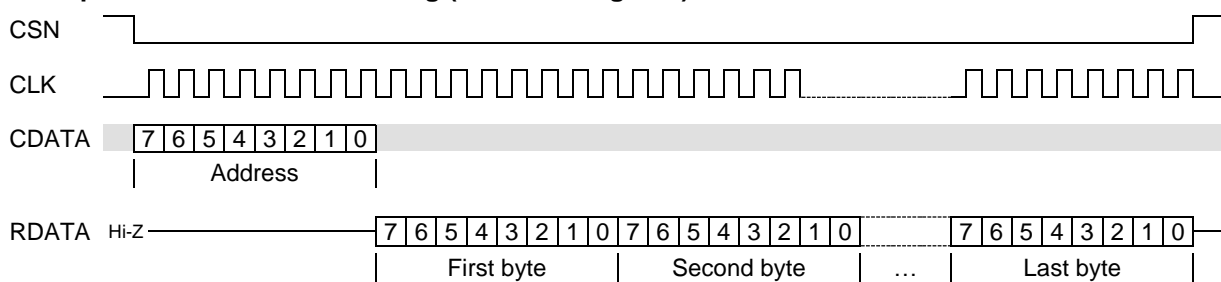 CSN
CLK
CDATA 7 6 5 4 3 2 1 0
Address
RDATA Hi-Z 7 6 5 4 3 2 1 0 7 6 5 4 3 2 1 0 7 6 5 4 3 2 1 0
First byte Second byte … Last byte